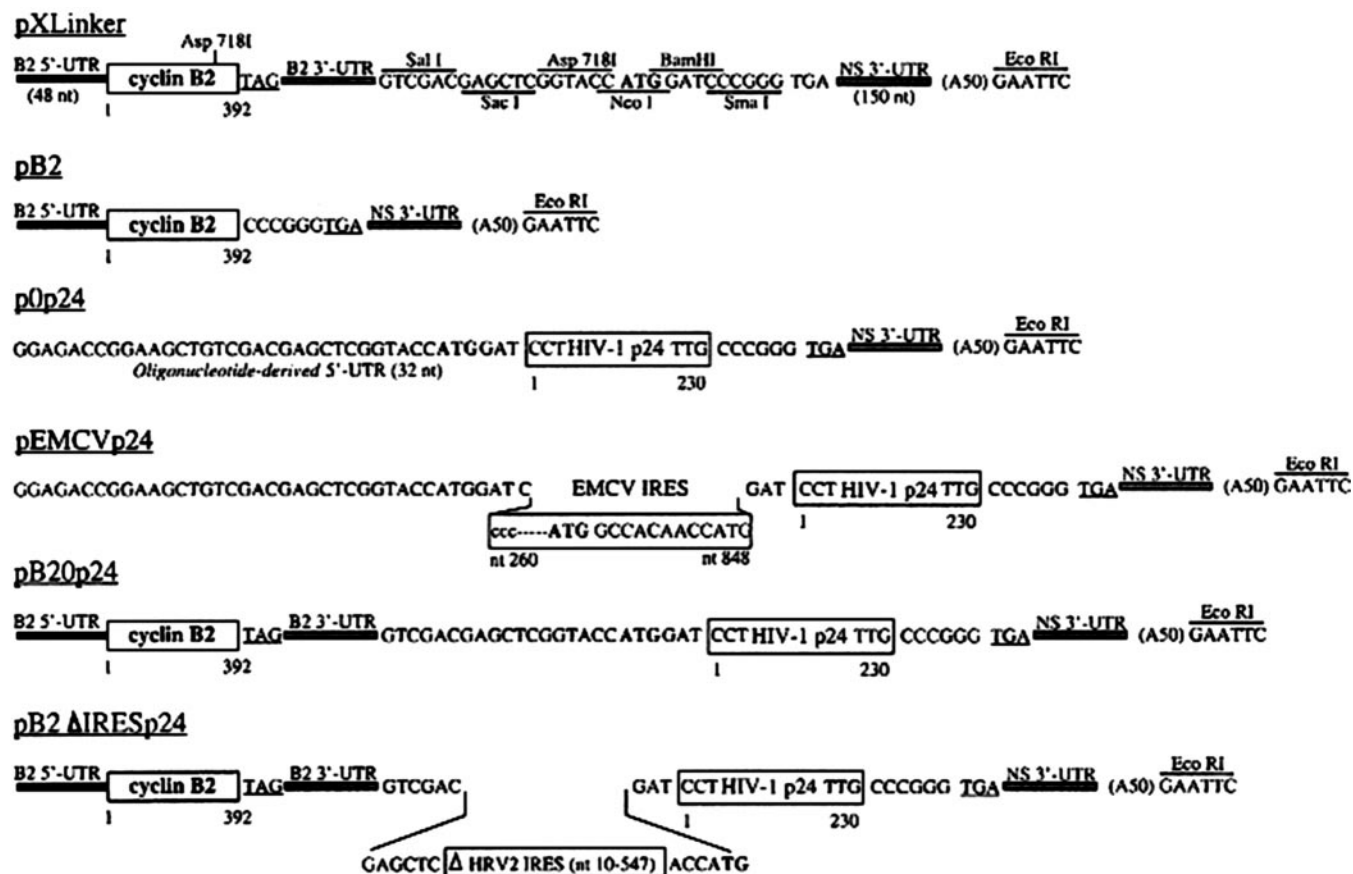 pXLinker
Asp 718I
B2 5'-UTR cyclin B2 TAG B2 3'-UTR Sal I Asp 718I BamHI NS 3'-UTR Eco RI
GTCGACGAGCTCGGTACCATGGATCCCGGG TGA (A50) GAATTC
(48 nt) Sac I Nco I Sma I (150 nt)
1 392
pB2
B2 5'-UTR cyclin B2 CCCGGGTGA NS 3'-UTR (A50) Eco RI GAATTC
1 392
p0p24
GGAGACCGGAAGCTGTCGACGAGCTCGGTACCATGGAT CCT HIV-1 p24 TTG CCCGGG TGA NS 3'-UTR (A50) Eco RI GAATTC
Oligonucleotide-derived 5'-UTR (32 nt) 1 230
pEMCVp24
GGAGACCGGAAGCTGTCGACGAGCTCGGTACCATGGAT C EMCV IRES GAT CCT HIV-1 p24 TTG CCCGGG TGA NS 3'-UTR (A50) Eco RI GAATTC
ccc-----ATG GCCACAACCATG 1 230
nt 260 nt 848
pB20p24
B2 5'-UTR cyclin B2 TAG B2 3'-UTR GTCGACGAGCTCGGTACCATGGAT CCT HIV-1 p24 TTG CCCGGG TGA NS 3'-UTR (A50) Eco RI GAATTC
1 392 1 230
pB2 ΔIRESp24
B2 5'-UTR cyclin B2 TAG B2 3'-UTR GTCGAC GAT CCT HIV-1 p24 TTG CCCGGG TGA NS 3'-UTR (A50) Eco RI GAATTC
1 392 1 230
GAGCTC Δ HRV2 IRES (nt 10-547) ACCATG